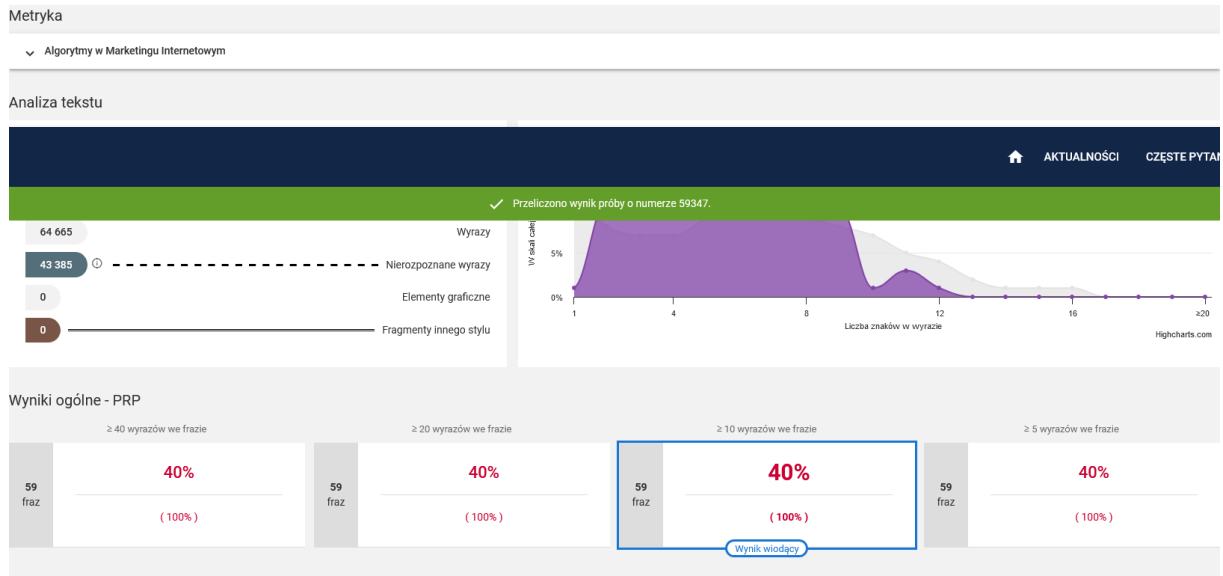 Metryka
Algorytmy w Marketingu Internetowym
Analiza tekstu
AKTUALNOŚCI CZĘSTE PYTAN
Przeliczono wynik próby o numerze 59347.
64 665 Wyrazy
43 385 Nierozpoznane wyrazy
0 Elementy graficzne
0 Fragmenty innego stylu
W skali całej
5%
0%
1 4 8 12 16 ≥20
Liczba znaków w wyrazie
Highcharts.com
Wyniki ogólne - PRP
≥ 40 wyrazów we frazie ≥ 20 wyrazów we frazie ≥ 10 wyrazów we frazie ≥ 5 wyrazów we frazie
40% 40% 40% 40%
59 fraz 59 fraz 59 fraz 59 fraz
( 100% ) ( 100% ) ( 100% ) ( 100% )
Wynik wiodący